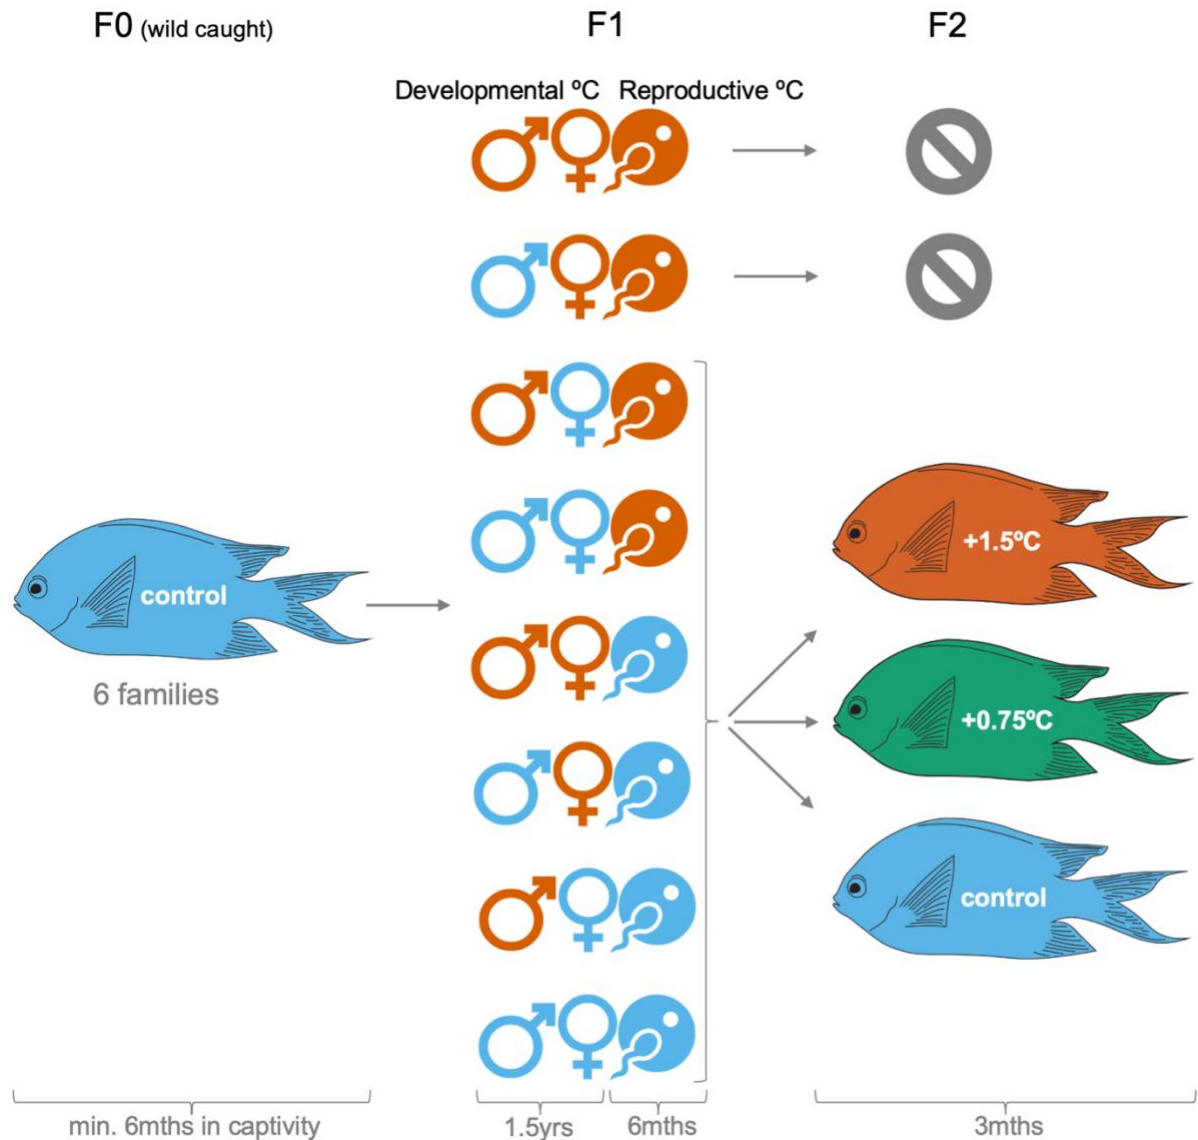 F0 (wild caught)
F1
F2
Developmental ºC
Reproductive ºC
control
6 families
+1.5ºC
+0.75ºC
control
min. 6mths in captivity
1.5yrs
6mths
3mths